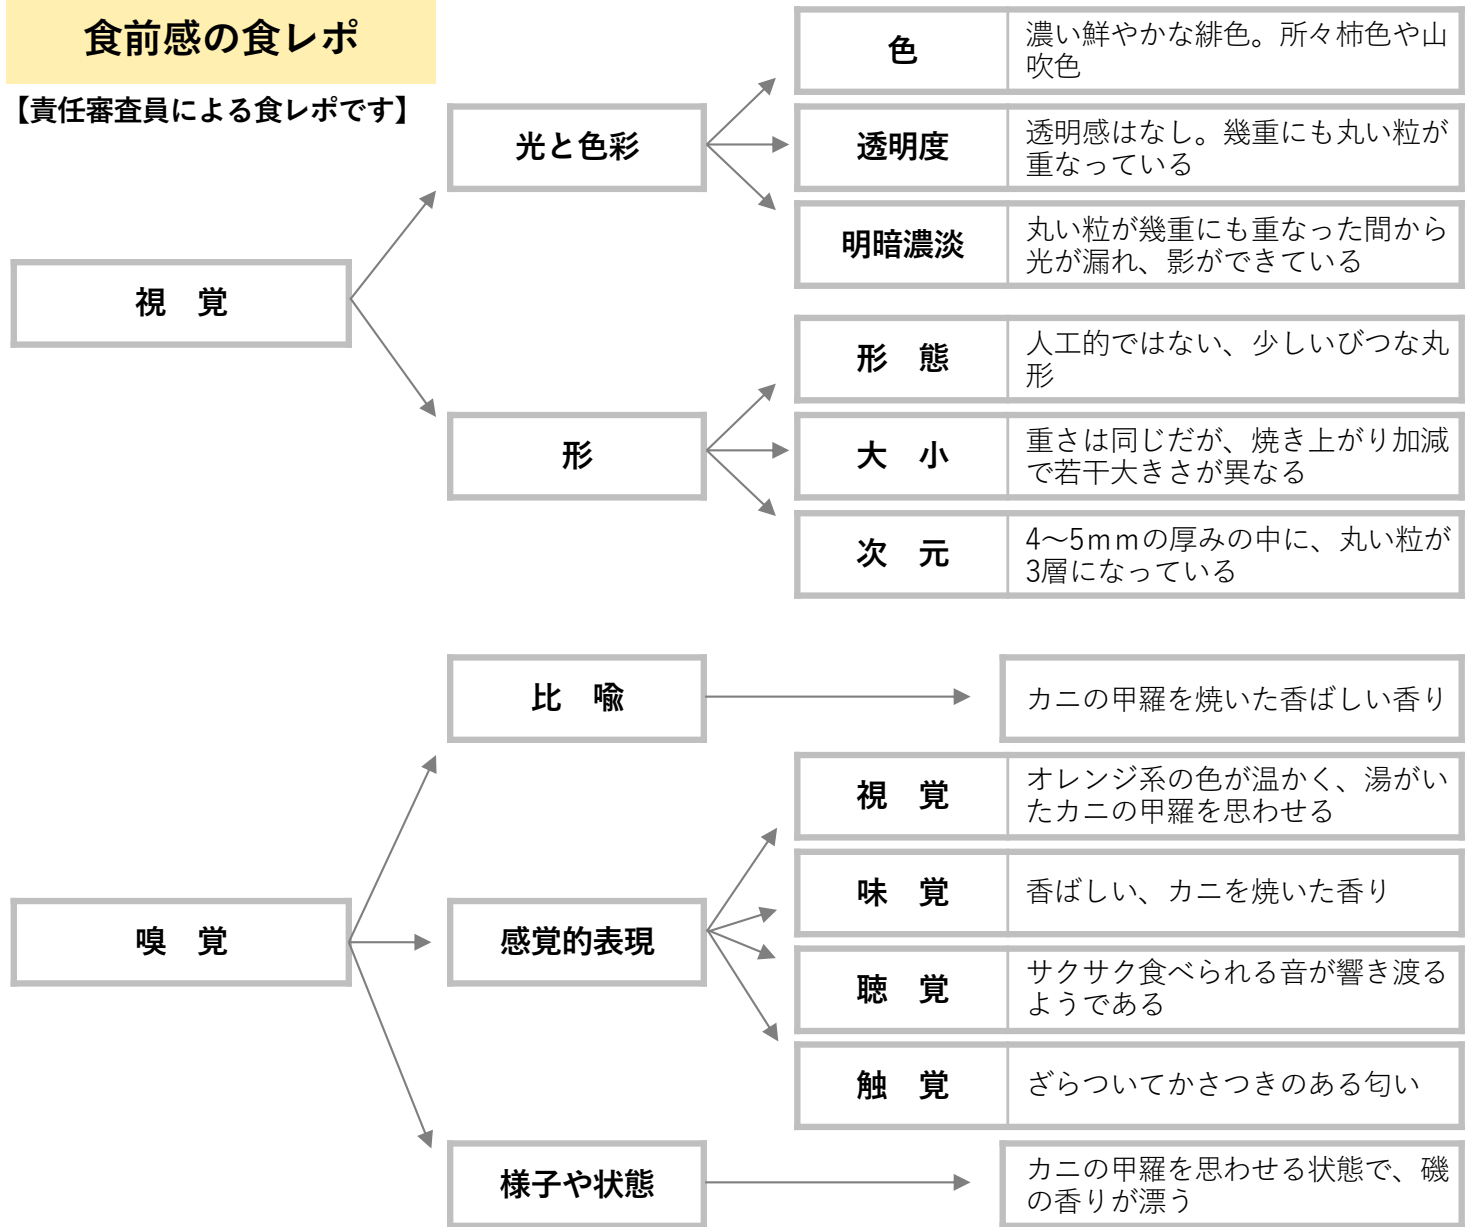 食前感の食レポ
【責任審査員による食レポです】
視　覚
光と色彩
色
濃い鮮やかな緋色。所々柿色や山
吹色
透明度
透明感はなし。幾重にも丸い粒が
重なっている
明暗濃淡
丸い粒が幾重にも重なった間から
光が漏れ、影ができている
形
形　態
人工的ではない、少しいびつな丸
形
大　小
重さは同じだが、焼き上がり加減
で若干大きさが異なる
次　元
4〜5ｍｍの厚みの中に、丸い粒が
3層になっている
嗅　覚
比　喩
カニの甲羅を焼いた香ばしい香り
感覚的表現
視　覚
オレンジ系の色が温かく、湯がい
たカニの甲羅を思わせる
味　覚
香ばしい、カニを焼いた香り
聴　覚
サクサク食べられる音が響き渡る
ようである
触　覚
ざらついてかさつきのある匂い
様子や状態
カニの甲羅を思わせる状態で、磯
の香りが漂う